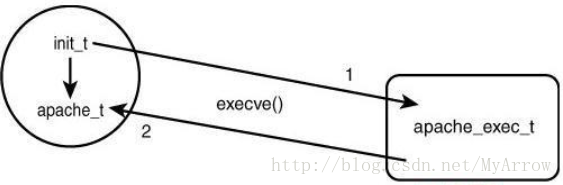 init_t
1
apache_t
execve()
2
apache_exec_t
http://blog.csdn.net/MyArrow